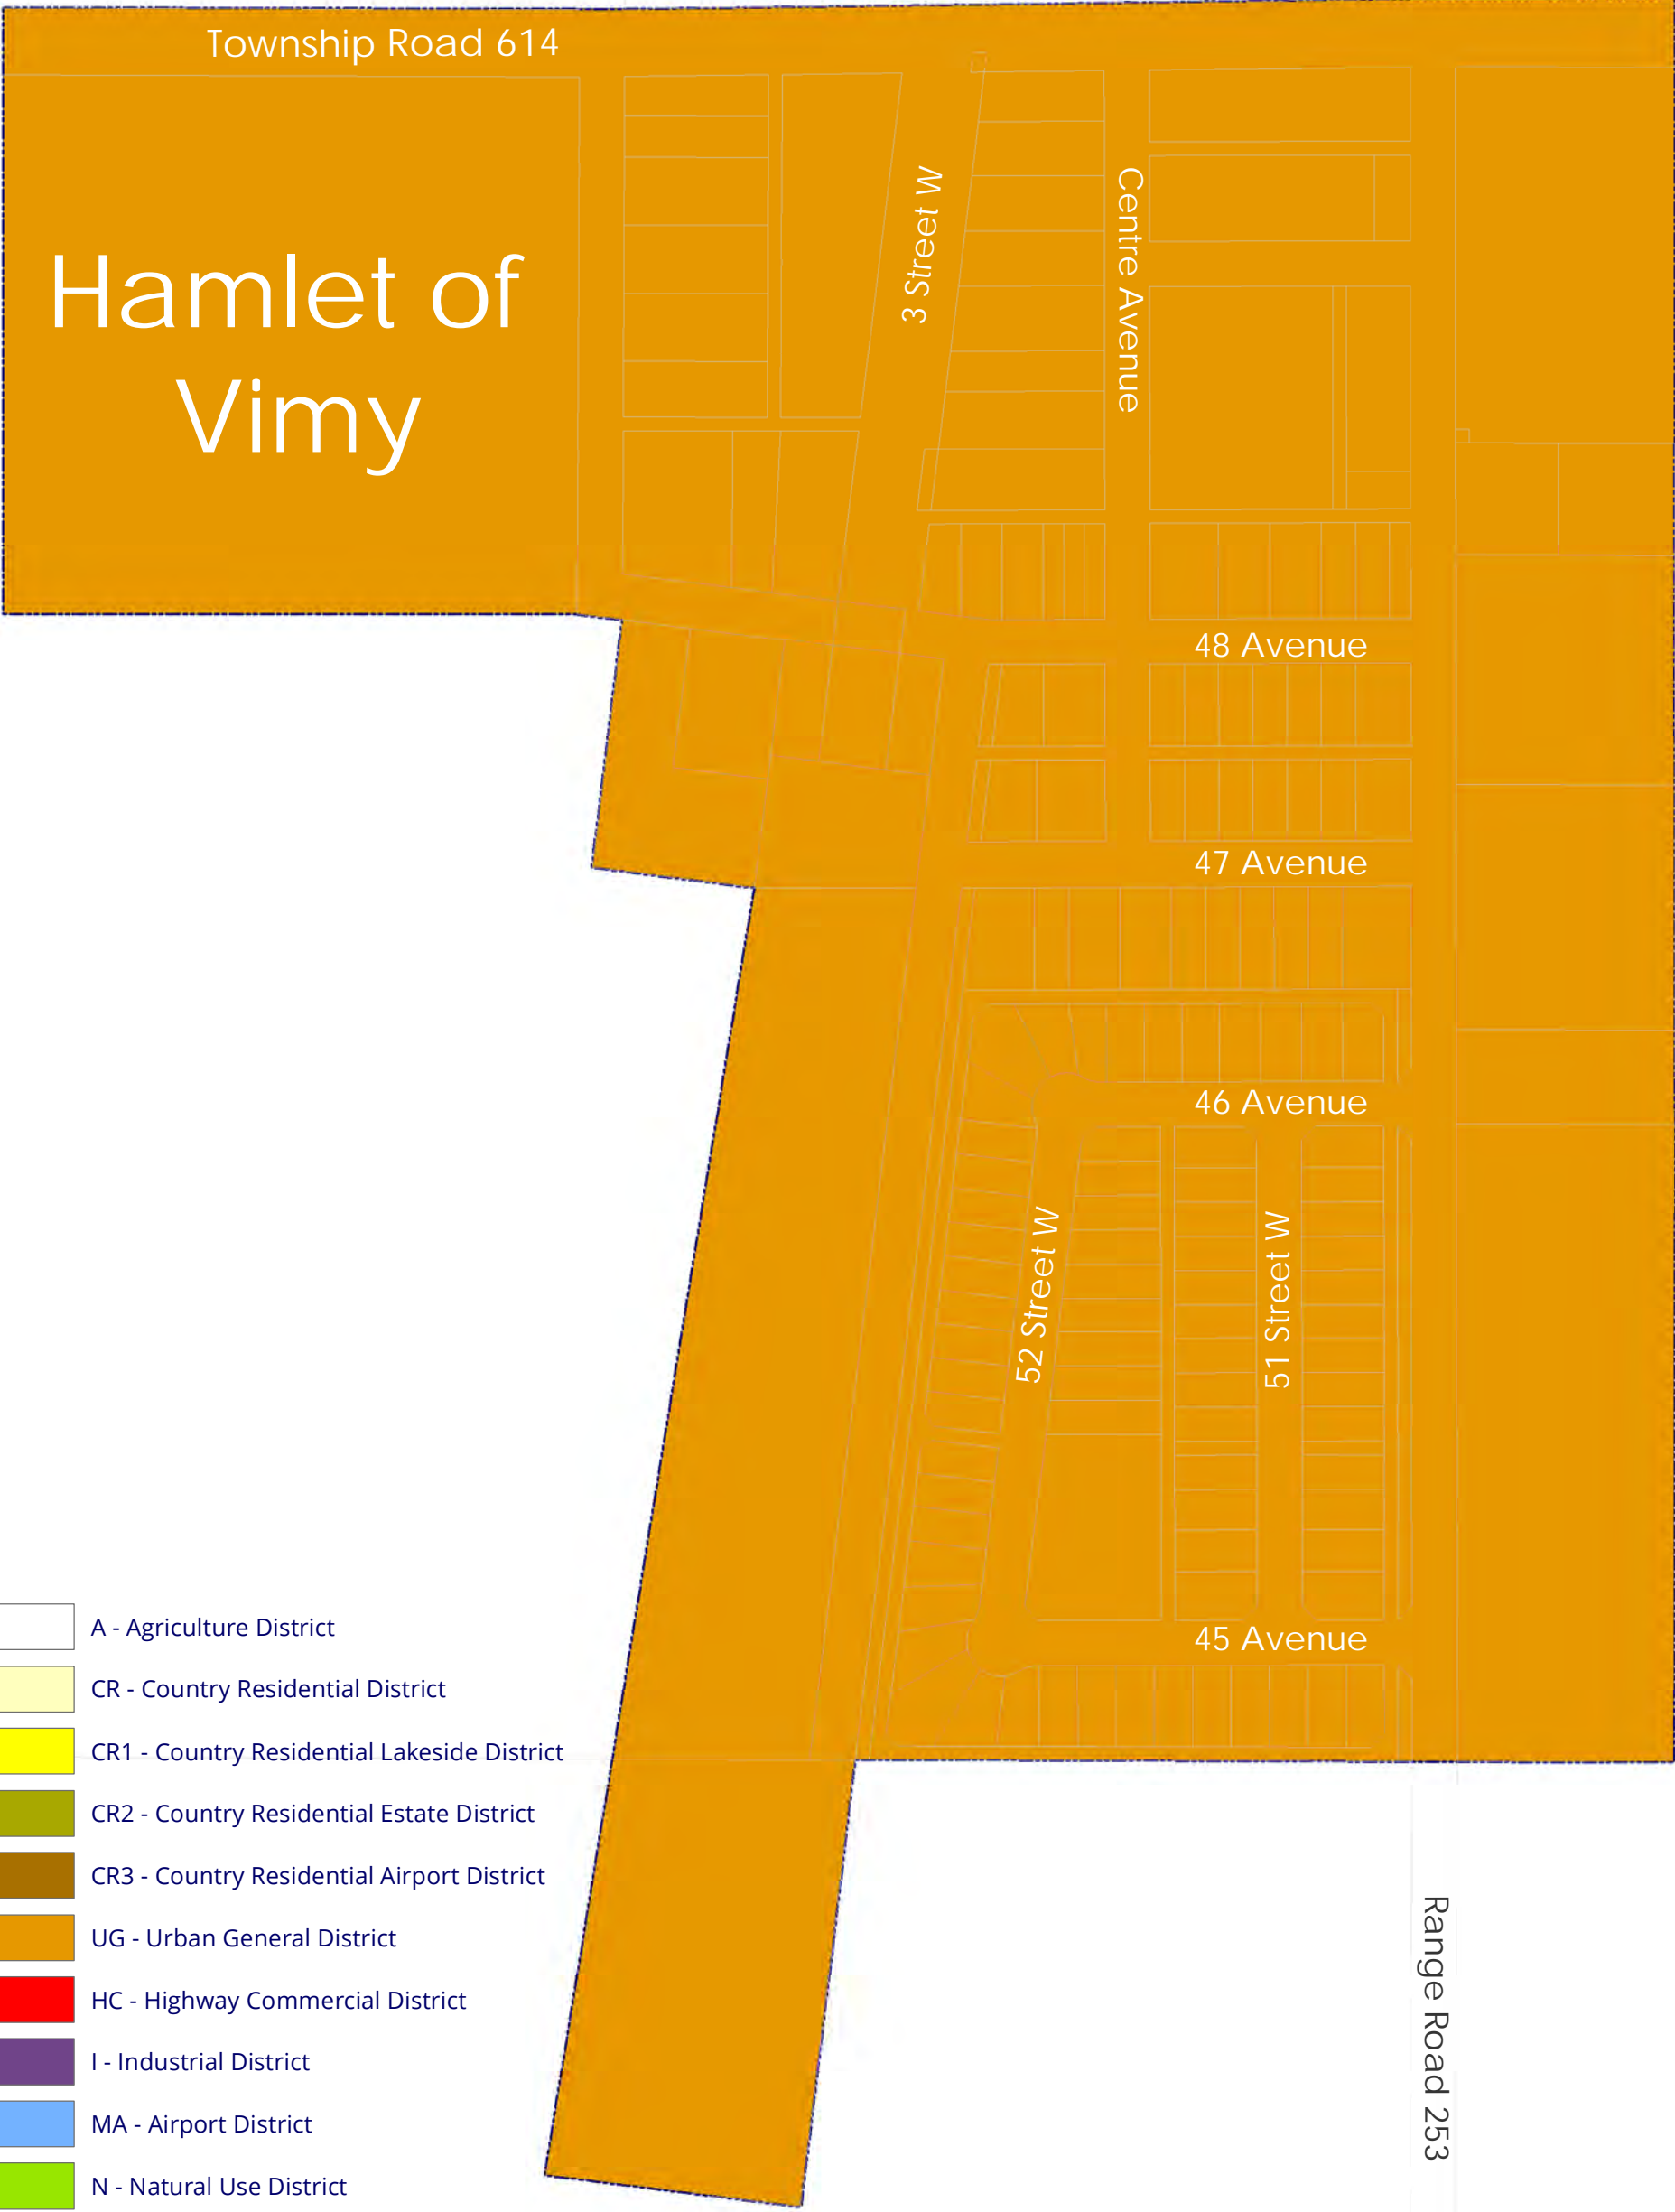 Township Road 614
3 Street W
Centre Avenue
Hamlet of
Vimy
48 Avenue
47 Avenue
46 Avenue
52 Street W
51 Street W
45 Avenue
A - Agriculture District
CR - Country Residential District
CR1 - Country Residential Lakeside District
CR2 - Country Residential Estate District
CR3 - Country Residential Airport District
UG - Urban General District
HC - Highway Commercial District
I - Industrial District
MA - Airport District
N - Natural Use District
Range Road 253